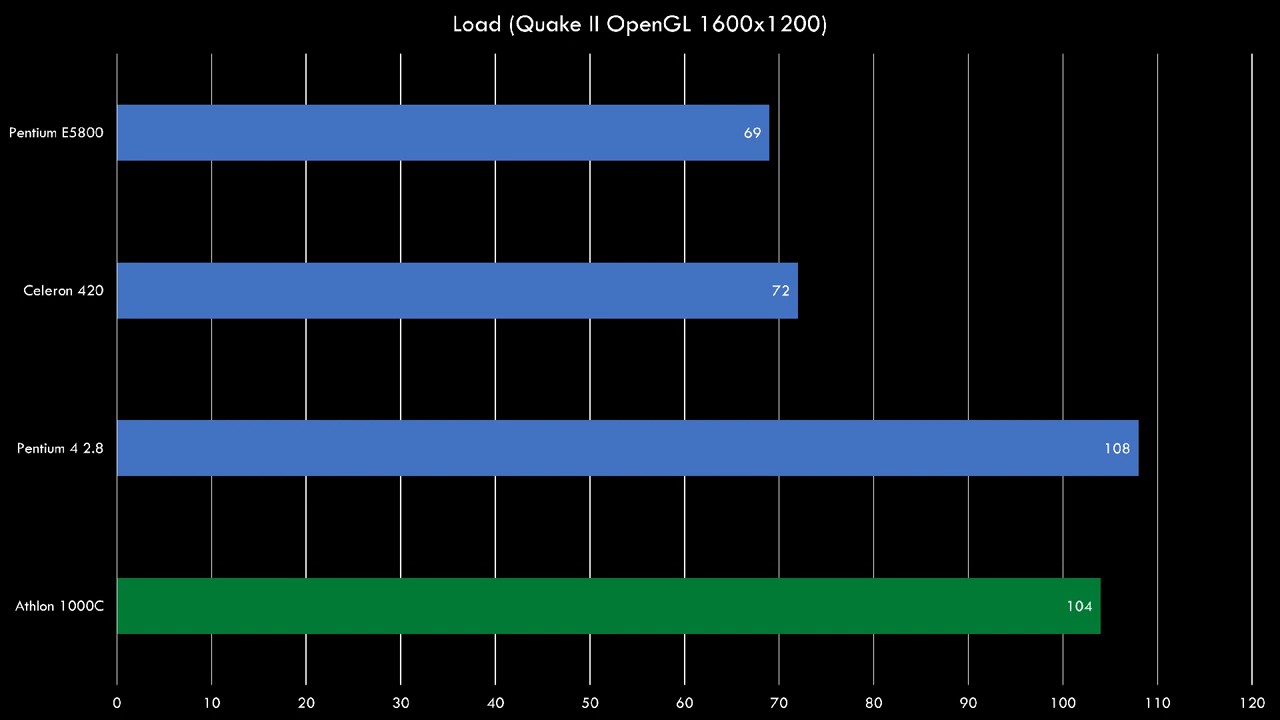 Load (Quake II OpenGL 1600x1200)
Pentium E5800
69
Celeron 420
72
Pentium 4 2.8
108
Athlon 1000C
104
0 10 20 30 40 50 60 70 80 90 100 110 120